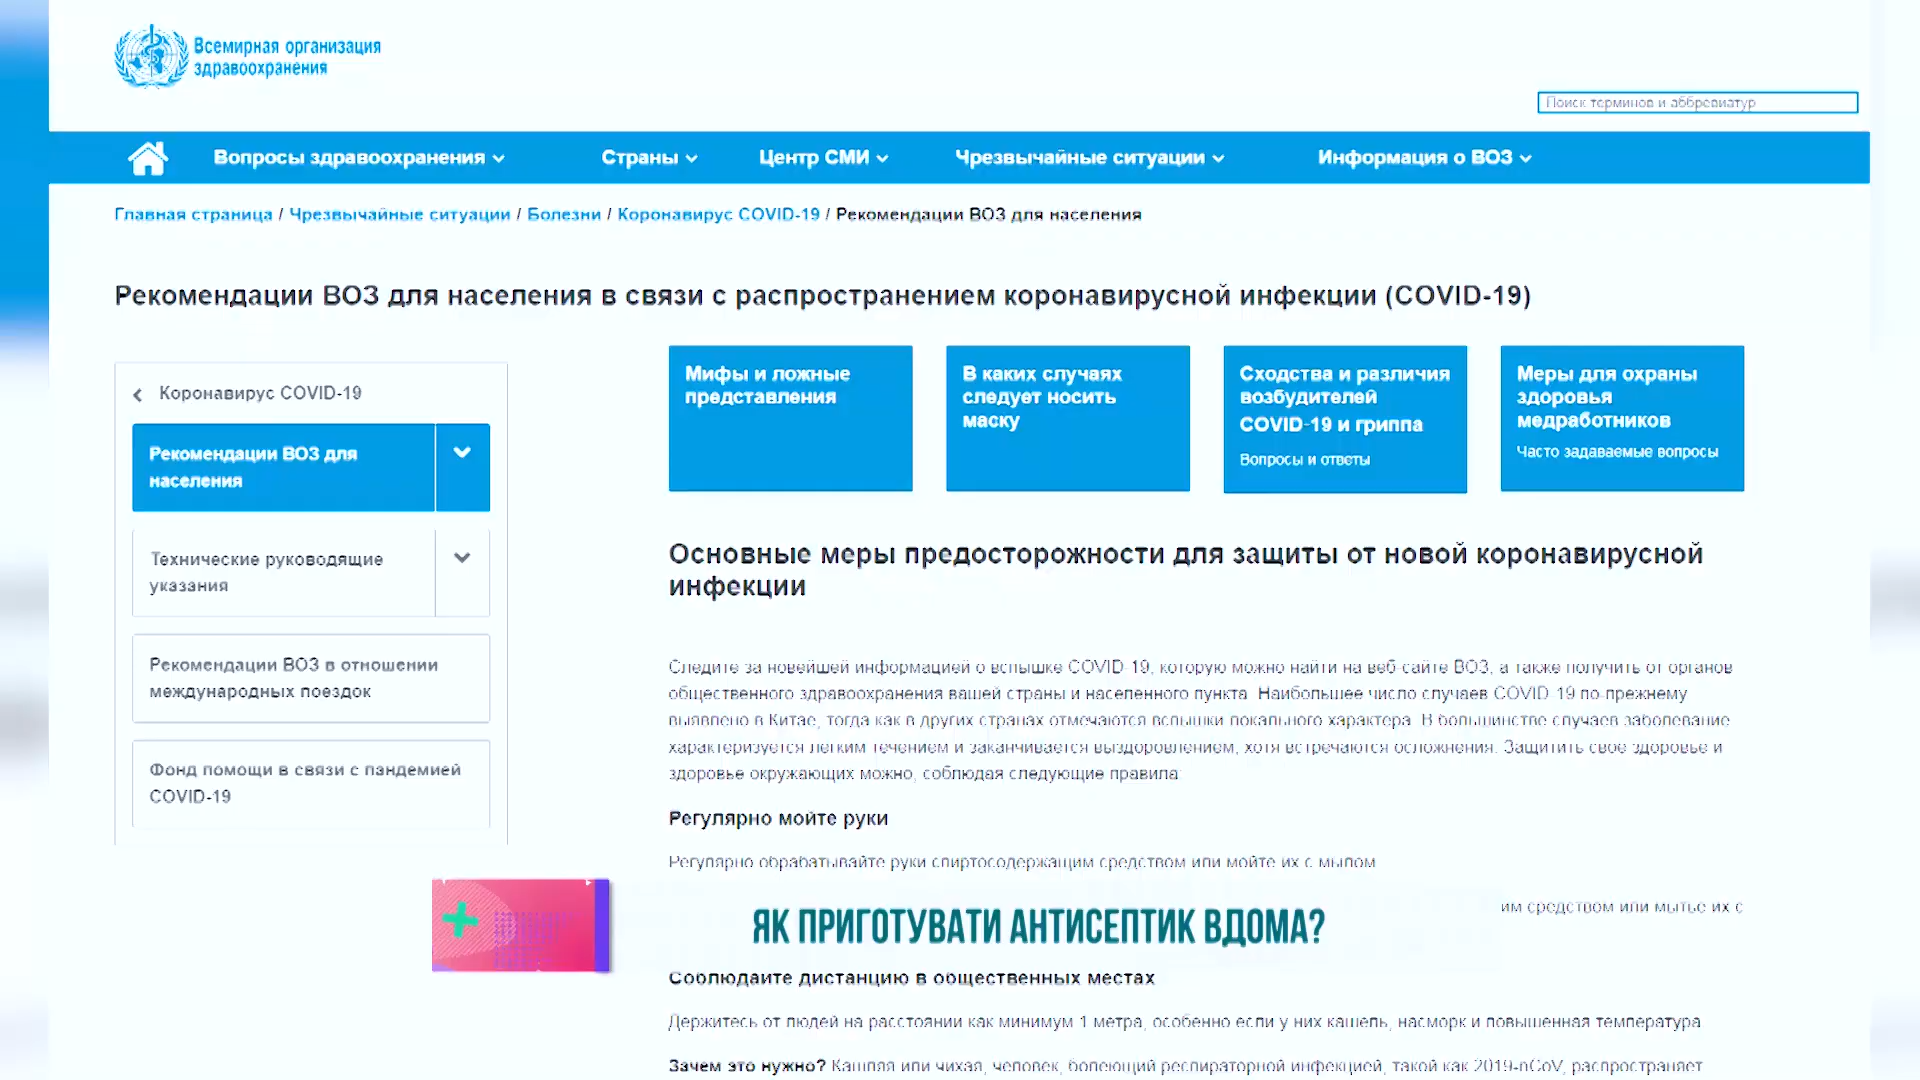 Всемирная организация
здравоохранения
Поиск терминов и аббревиатур
Вопросы здравоохранения
Страны
Центр СМИ
Чрезвычайные ситуации
Информация о ВОЗ
Главная страница / Чрезвычайные ситуации / Болезни / Коронавирус COVID-19 / Рекомендации ВОЗ для населения
Рекомендации ВОЗ для населения в связи с распространением коронавирусной инфекции (COVID-19)
Коронавирус COVID-19
Рекомендации ВОЗ для
населения
Технические руководящие
указания
Рекомендации ВОЗ в отношении
международных поездок
Фонд помощи в связи с пандемией
COVID-19
Мифы и ложные
представления
В каких случаях
следует носить
маску
Сходства и различия
возбудителей
COVID-19 и гриппа
Вопросы и ответы
Меры для охраны
здоровья
медработников
Часто задаваемые вопросы
Основные меры предосторожности для защиты от новой коронавирусной
инфекции
Следите за новейшей информацией о вспышке COVID-19, которую можно найти на веб-сайте ВОЗ, а также получить от органов
общественного здравоохранения вашей страны и населенного пункта. Наибольшее число случаев COVID-19 по-прежнему
выявлено в Китае, тогда как в других странах отмечаются вспышки локального характера. В большинстве случаев заболевание
характеризуется легким течением и заканчивается выздоровлением, хотя встречаются осложнения. Защитить свое здоровье и
здоровье окружающих можно, соблюдая следующие правила
Регулярно мойте руки
Регулярно обрабатывайте руки спиртосодержащим средством или мойте их с мылом
им средством или мытье их с
ЯК ПРИГОТУВАТИ АНТИСЕПТИК ВДОМА?
Соблюдайте дистанцию в общественных местах
Держитесь от людей на расстоянии как минимум 1 метра, особенно если у них кашель, насморк и повышенная температура
Зачем это нужно? Кашляя или чихая, человек, болеющий респираторной инфекцией, такой как 2019-nCoV, распространяет